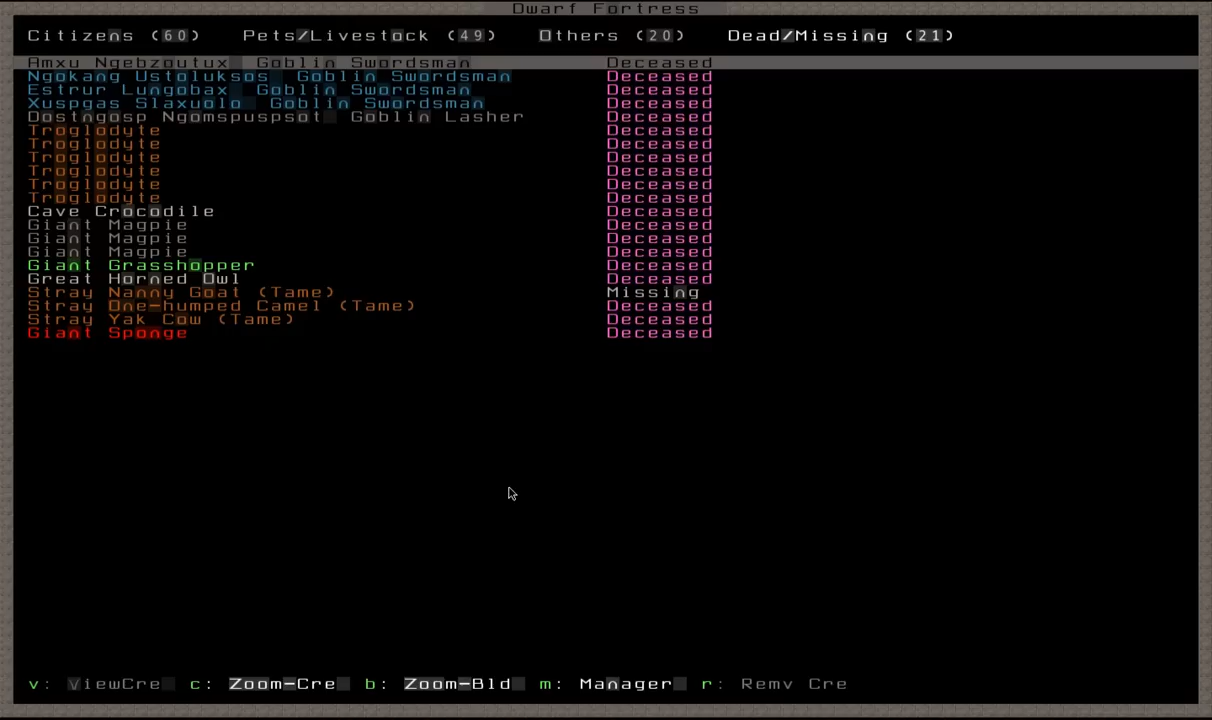 Dwarf Fortress
Citizens (60) Pets/Livestock (49) Others (20) Dead/Missing (21)
Amxu Ngebzoutux Goblin Swordsman Deceased
Ngokang Ustoluksos Goblin Swordsman Deceased
Estrur Lungobax Goblin Swordsman Deceased
Xuspgas Slaxuolo Goblin Swordsman Deceased
Dostngosp Ngomspuspsot Goblin Lasher Deceased
Troglodyte Deceased
Troglodyte Deceased
Troglodyte Deceased
Troglodyte Deceased
Troglodyte Deceased
Troglodyte Deceased
Cave Crocodile Deceased
Giant Magpie Deceased
Giant Magpie Deceased
Giant Magpie Deceased
Giant Grasshopper Deceased
Great Horned Owl Deceased
Stray Nanny Goat (Tame) Missing
Stray One-humped Camel (Tame) Deceased
Stray Yak Cow (Tame) Deceased
Giant Sponge Deceased
v: ViewCre c: Zoom-Cre b: Zoom-Bld m: Manager r: Remv Cre